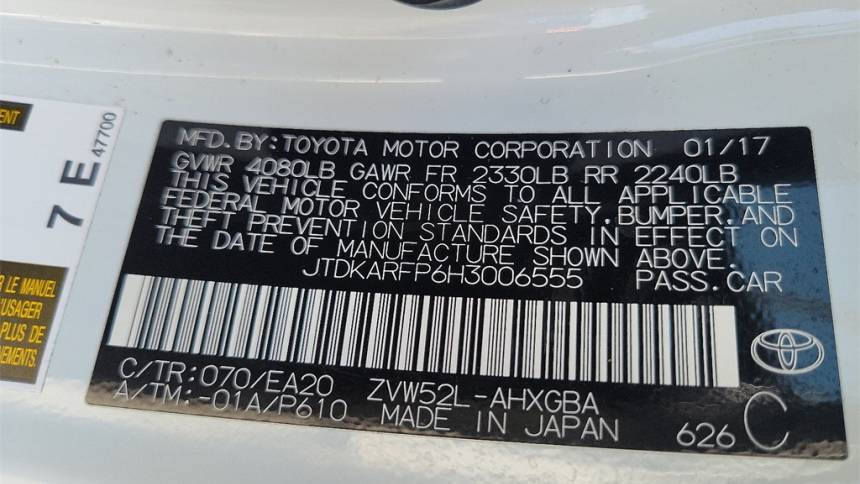 ENT
7 E
47700
R LE MANUEL
'USAGER
PLUS DE
NEMENTS.
MFD.BY:TOYOTA MOTOR CORPORATION 01/17
GVWR 4080LB GAWR FR 2330LB RR 2240LB
THIS VEHICLE CONFORMS TO ALL APPLICABLE
FEDERAL MOTOR VEHICLE SAFETY,BUMPER,AND
THEFT PREVENTION STANDARDS IN EFFECT ON
THE DATE OF MANUFACTURE SHOWN ABOVE.
JTDKARFP6H3006555 PASS.CAR
C/TR:070/EA20 ZVW52L-AHXGBA
A/TM:-01A/P610 MADE IN JAPAN 626 C